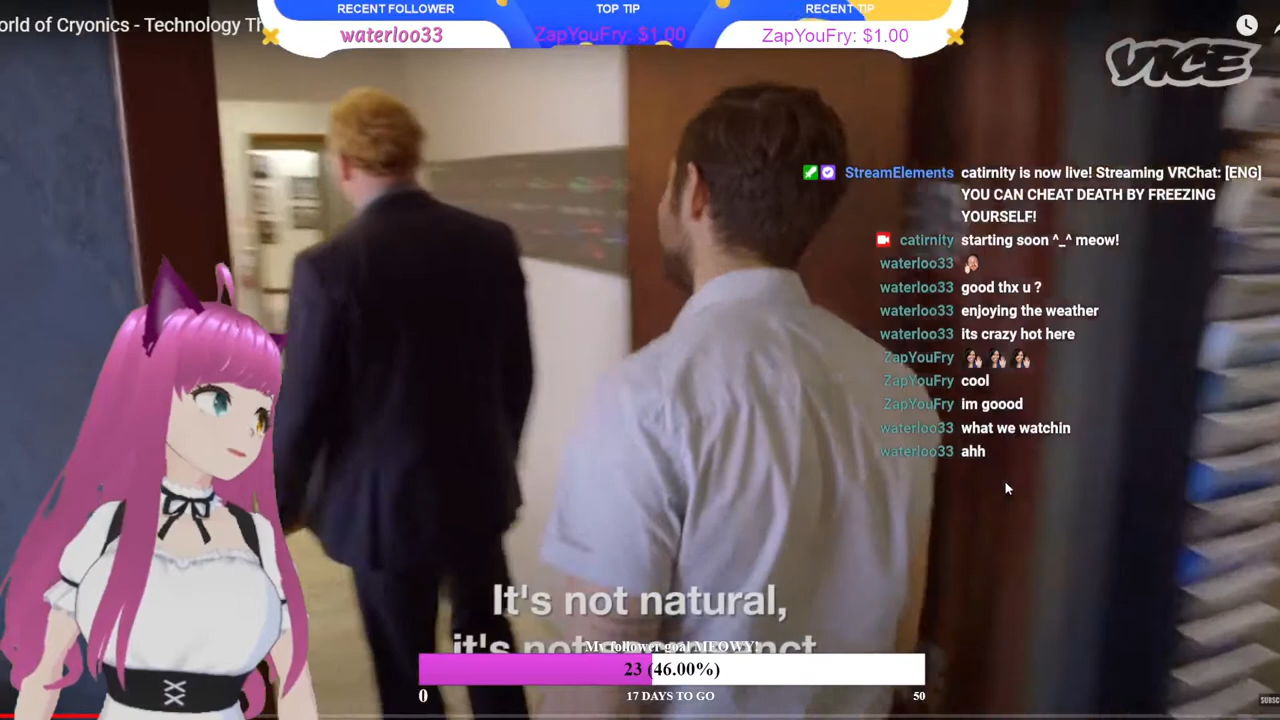 RECENT FOLLOWER
TOP TIP
RECENT TIP
waterloo33
ZapYouFry: $1.00
ZapYouFry: $1.00
orld of Cryonics - Technology Th
VICE
StreamElements catirnity is now live! Streaming VRChat: [ENG]
YOU CAN CHEAT DEATH BY FREEZING
YOURSELF!
catirnity starting soon ^_^ meow!
waterloo33
waterloo33 good thx u ?
waterloo33 enjoying the weather
waterloo33 its crazy hot here
ZapYouFry
ZapYouFry cool
ZapYouFry im goood
waterloo33 what we watchin
waterloo33 ahh
It's not natural,
it's not
My follower goal MEOWY!
23 (46.00%)
0
17 DAYS TO GO
50
SUBSC